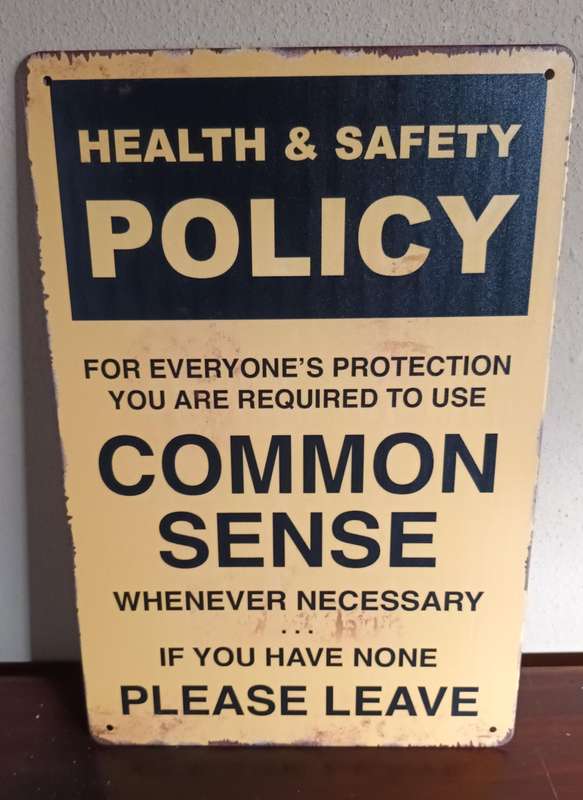 HEALTH & SAFETY
POLICY
FOR EVERYONE'S PROTECTION
YOU ARE REQUIRED TO USE
COMMON
SENSE
WHENEVER NECESSARY
...
IF YOU HAVE NONE
PLEASE LEAVE